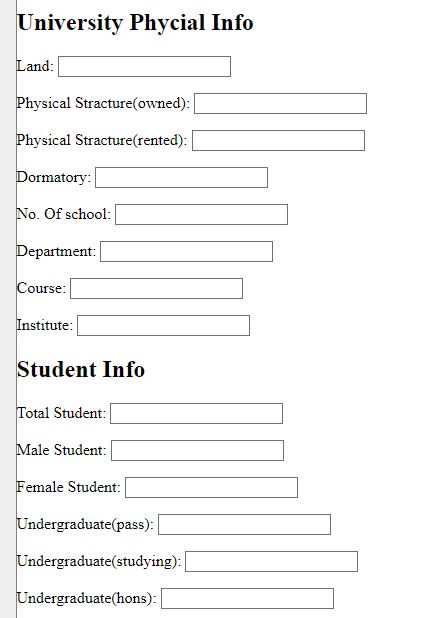 University Phycial Info
Land:
Physical Stracture(owned):
Physical Stracture(rented):
Dormatory:
No. Of school:
Department:
Course:
Institute:
Student Info
Total Student:
Male Student:
Female Student:
Undergraduate(pass):
Undergraduate(studying):
Undergraduate(hons):